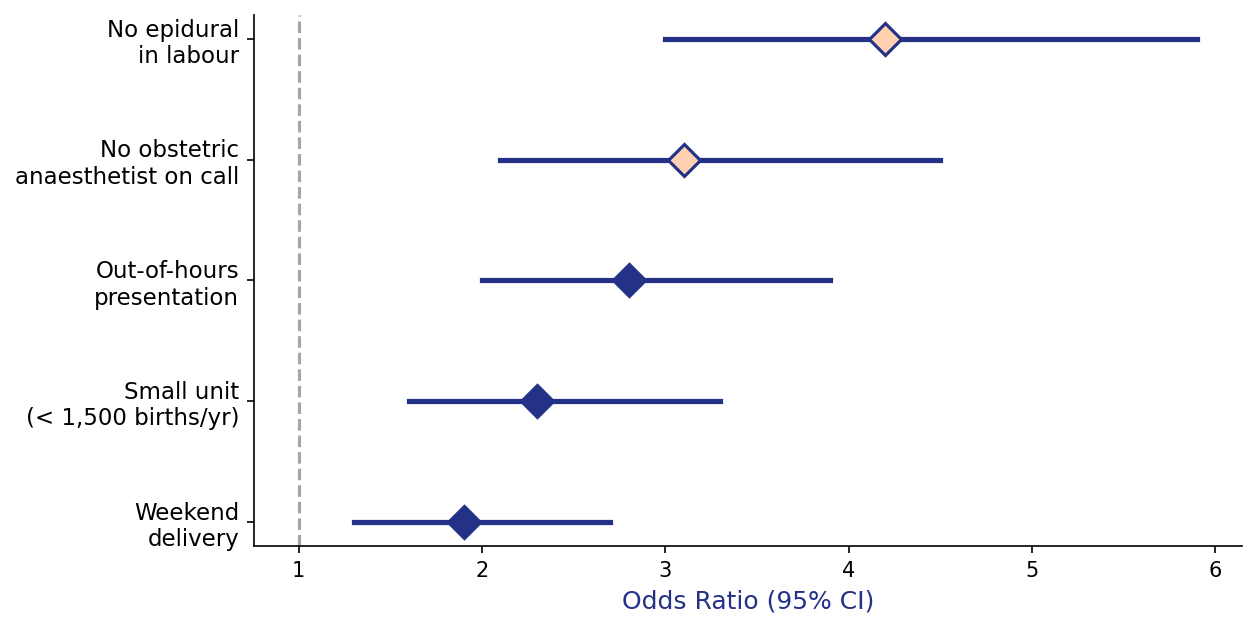 No epidural
in labour
No obstetric
anaesthetist on call
Out-of-hours
presentation
Small unit
(< 1,500 births/yr)
Weekend
delivery
1 2 3 4 5 6
Odds Ratio (95% CI)